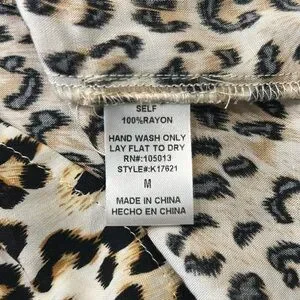 SELF
100%RAYON
HAND WASH ONLY
LAY FLAT TO DRY
RN#:105013
STYLE#:K17621
M
MADE IN CHINA
HECHO EN CHINA